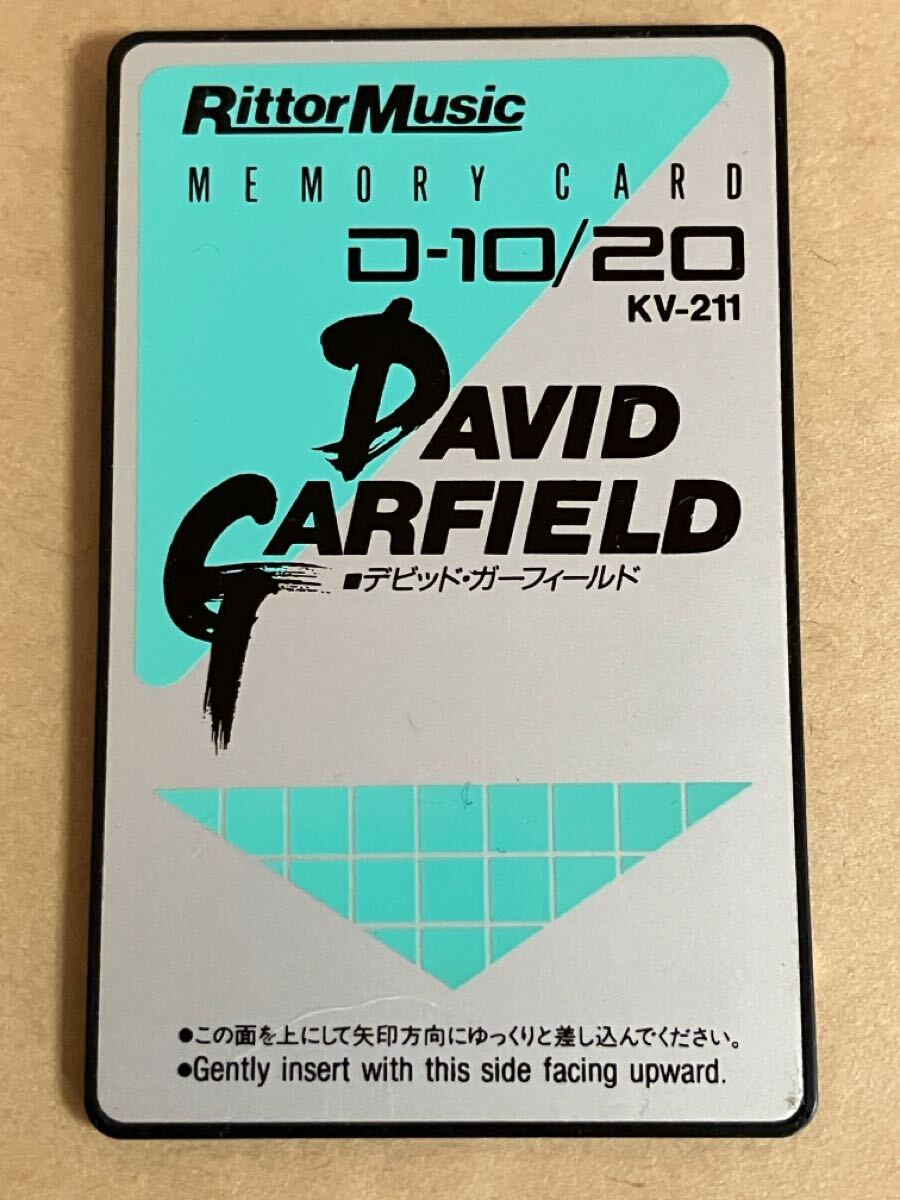 Rittor Music
MEMORY CARD
D-10/20
KV-211
DAVID
GARFIELD
■デビッド・ガーフィールド
●この面を上にして矢印方向にゆっくりと差し込んでください。
●Gently insert with this side facing upward.